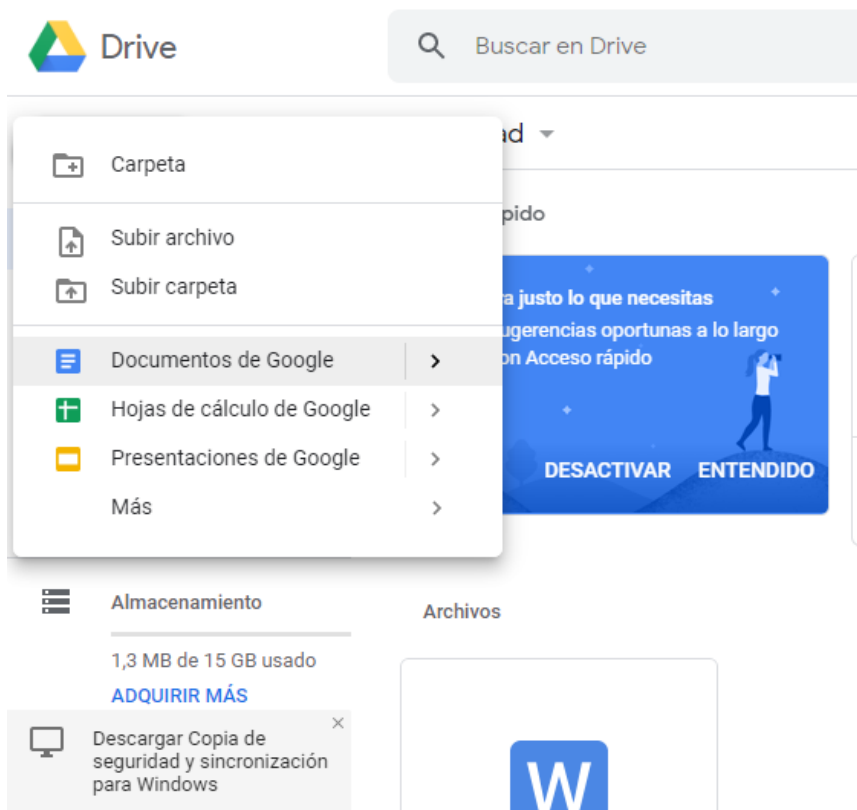 Drive
Buscar en Drive
Carpeta
Subir archivo
Subir carpeta
Documentos de Google
Hojas de cálculo de Google
Presentaciones de Google
Más
ad
pido
a justo lo que necesitas
ugerencias oportunas a lo largo
on Acceso rápido
DESACTIVAR ENTENDIDO
Almacenamiento
1,3 MB de 15 GB usado
ADQUIRIR MÁS
Descargar Copia de
seguridad y sincronización
para Windows
Archivos
W